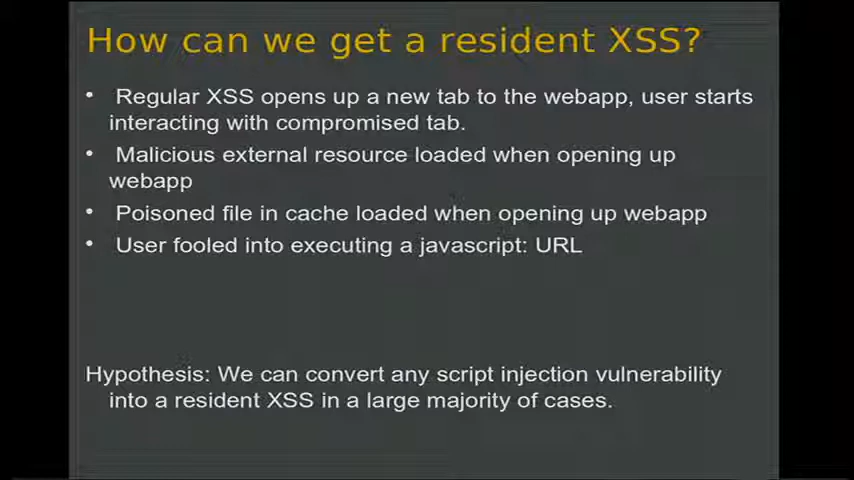 How can we get a resident XSS?
• Regular XSS opens up a new tab to the webapp, user starts
interacting with compromised tab.
• Malicious external resource loaded when opening up
webapp
• Poisoned file in cache loaded when opening up webapp
• User fooled into executing a javascript: URL
Hypothesis: We can convert any script injection vulnerability
into a resident XSS in a large majority of cases.